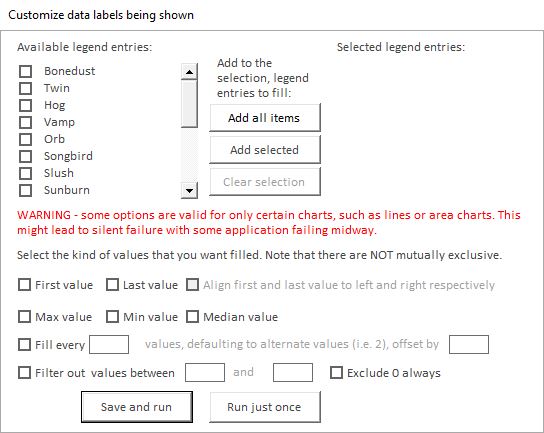 Customize data labels being shown
Available legend entries:
Selected legend entries:
Bonedust
Twin
Hog
Vamp
Orb
Songbird
Slush
Sunburn
Add to the
selection, legend
entries to fill:
Add all items
Add selected
Clear selection
WARNING - some options are valid for only certain charts, such as lines or area charts. This
might lead to silent failure with some application failing midway.
Select the kind of values that you want filled. Note that there are NOT mutually exclusive.
First value Last value Align first and last value to left and right respectively
Max value Min value Median value
Fill every values, defaulting to alternate values (i.e. 2), offset by
Filter out values between and Exclude 0 always
Save and run Run just once